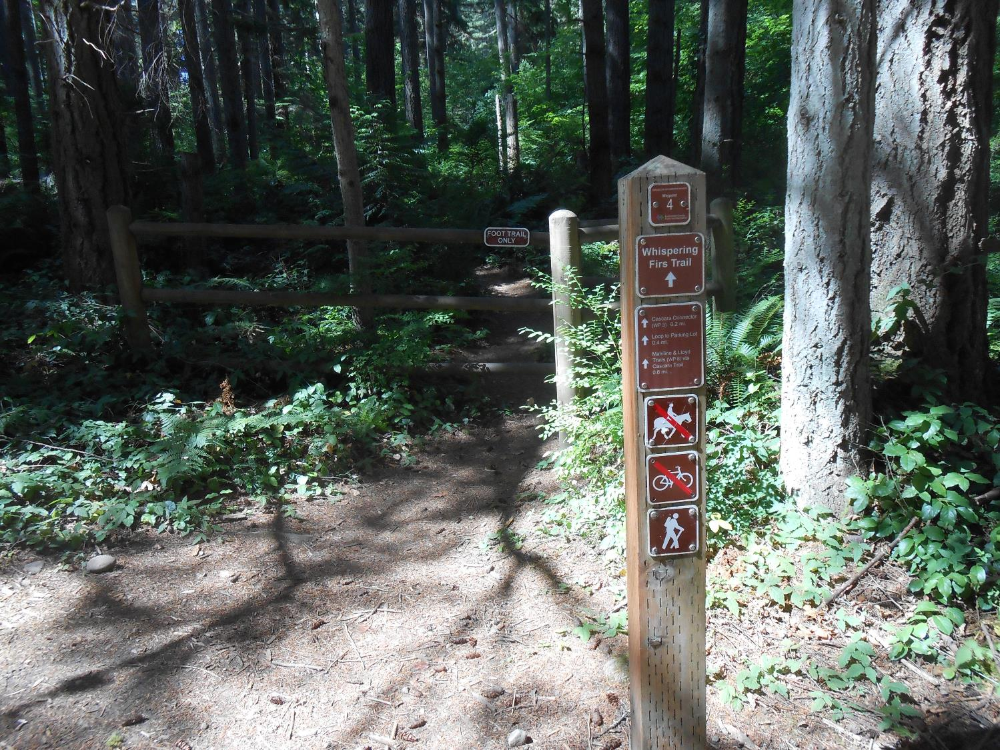 Waypoint
4
FOOT TRAIL
ONLY
Whispering
Firs Trail
Cascara Connector
(WP 3) 0.2 mi.
Loop to Parking Lot
0.4 mi.
Mainline & Lloyd
Trails (WP 8) via
Cascara Trail
0.6 mi.